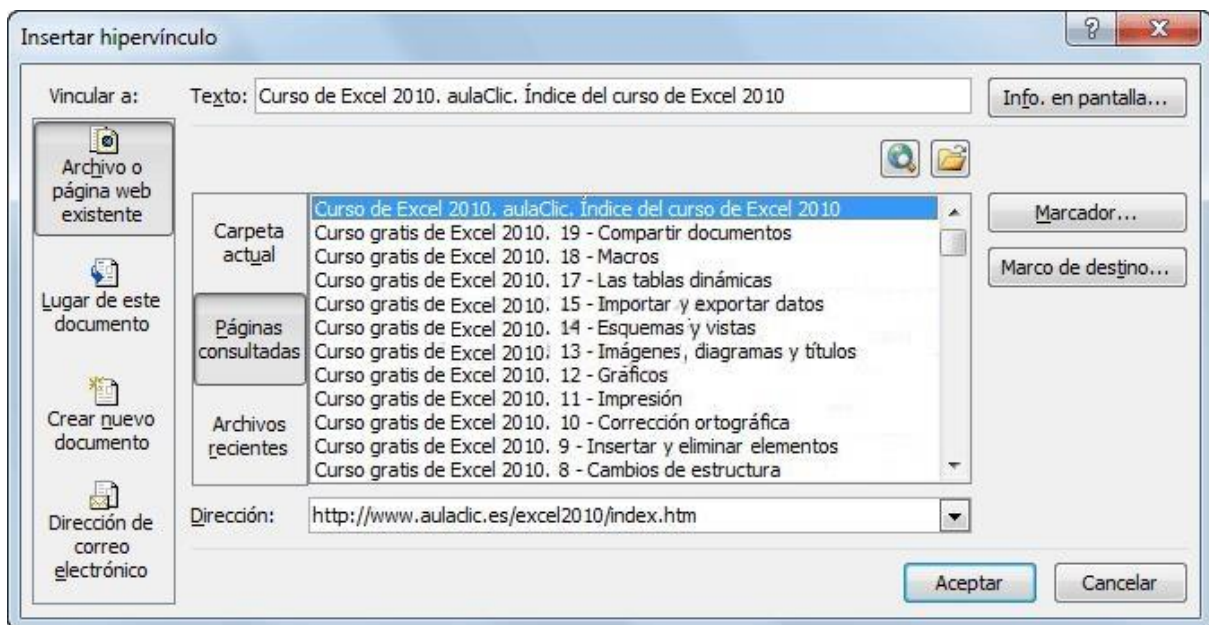 Insertar hipervínculo
Vincular a:
Texto: Curso de Excel 2010. aulaClic. Índice del curso de Excel 2010
Info. en pantalla...
Archivo o
página web
existente
Lugar de este
documento
Crear nuevo
documento
Dirección de
correo
electrónico
Carpeta
actual
Páginas
consultadas
Archivos
recientes
Curso de Excel 2010. aulaClic. Índice del curso de Excel 2010
Curso gratis de Excel 2010. 19 - Compartir documentos
Curso gratis de Excel 2010. 18 - Macros
Curso gratis de Excel 2010. 17 - Las tablas dinámicas
Curso gratis de Excel 2010. 15 - Importar y exportar datos
Curso gratis de Excel 2010. 14 - Esquemas y vistas
Curso gratis de Excel 2010. 13 - Imágenes, diagramas y títulos
Curso gratis de Excel 2010. 12 - Gráficos
Curso gratis de Excel 2010. 11 - Impresión
Curso gratis de Excel 2010. 10 - Corrección ortográfica
Curso gratis de Excel 2010. 9 - Insertar y eliminar elementos
Curso gratis de Excel 2010. 8 - Cambios de estructura
Marcador...
Marco de destino...
Dirección: http://www.aulaclic.es/excel2010/index.htm
Aceptar
Cancelar